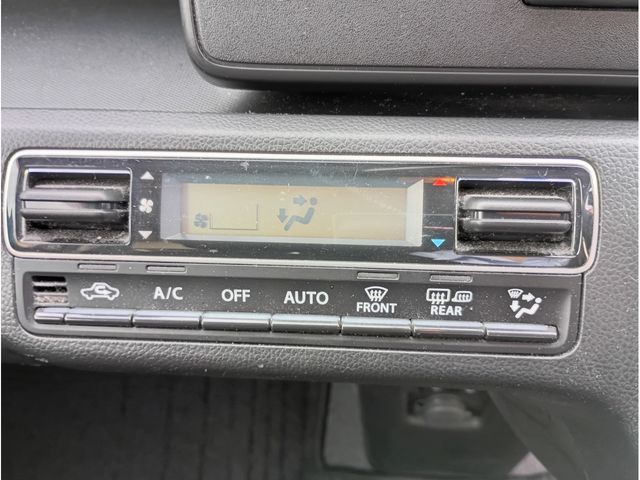 A/C OFF AUTO FRONT REAR